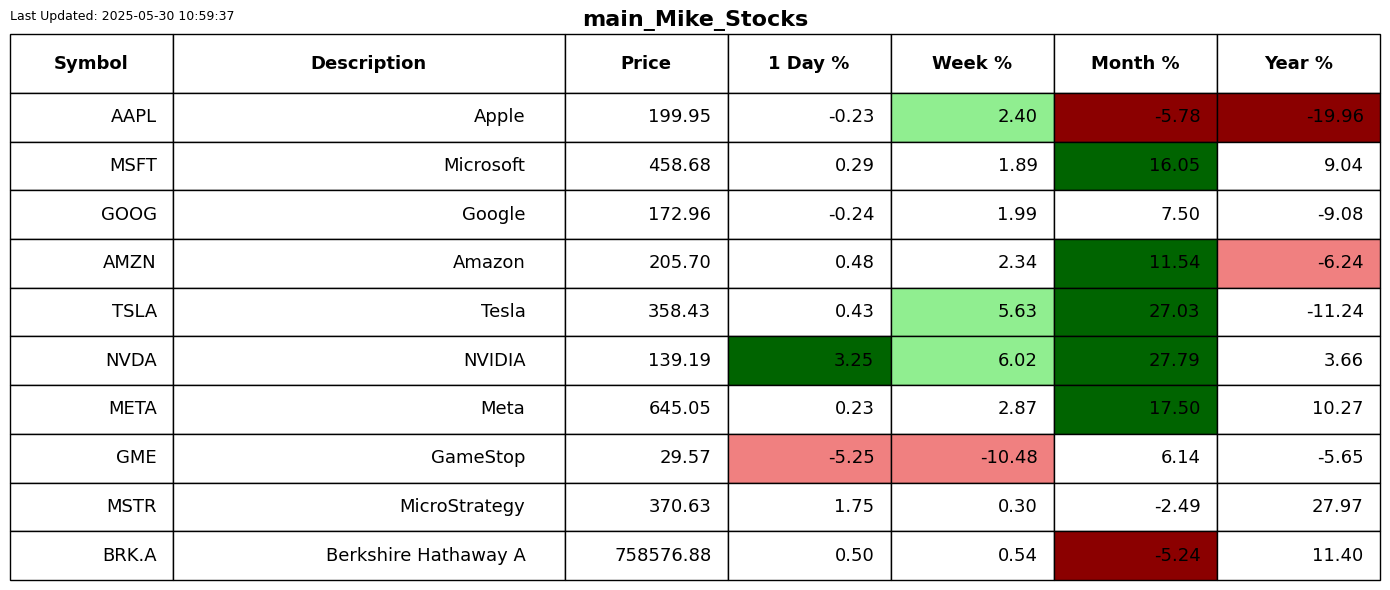 Last Updated: 2025-05-30 10:59:37
main_Mike_Stocks
Symbol Description Price 1 Day % Week % Month % Year %
AAPL Apple 199.95 -0.23 2.40 -5.78 -19.96
MSFT Microsoft 458.68 0.29 1.89 16.05 9.04
GOOG Google 172.96 -0.24 1.99 7.50 -9.08
AMZN Amazon 205.70 0.48 2.34 11.54 -6.24
TSLA Tesla 358.43 0.43 5.63 27.03 -11.24
NVDA NVIDIA 139.19 3.25 6.02 27.79 3.66
META Meta 645.05 0.23 2.87 17.50 10.27
GME GameStop 29.57 -5.25 -10.48 6.14 -5.65
MSTR MicroStrategy 370.63 1.75 0.30 -2.49 27.97
BRK.A Berkshire Hathaway A 758576.88 0.50 0.54 -5.24 11.40